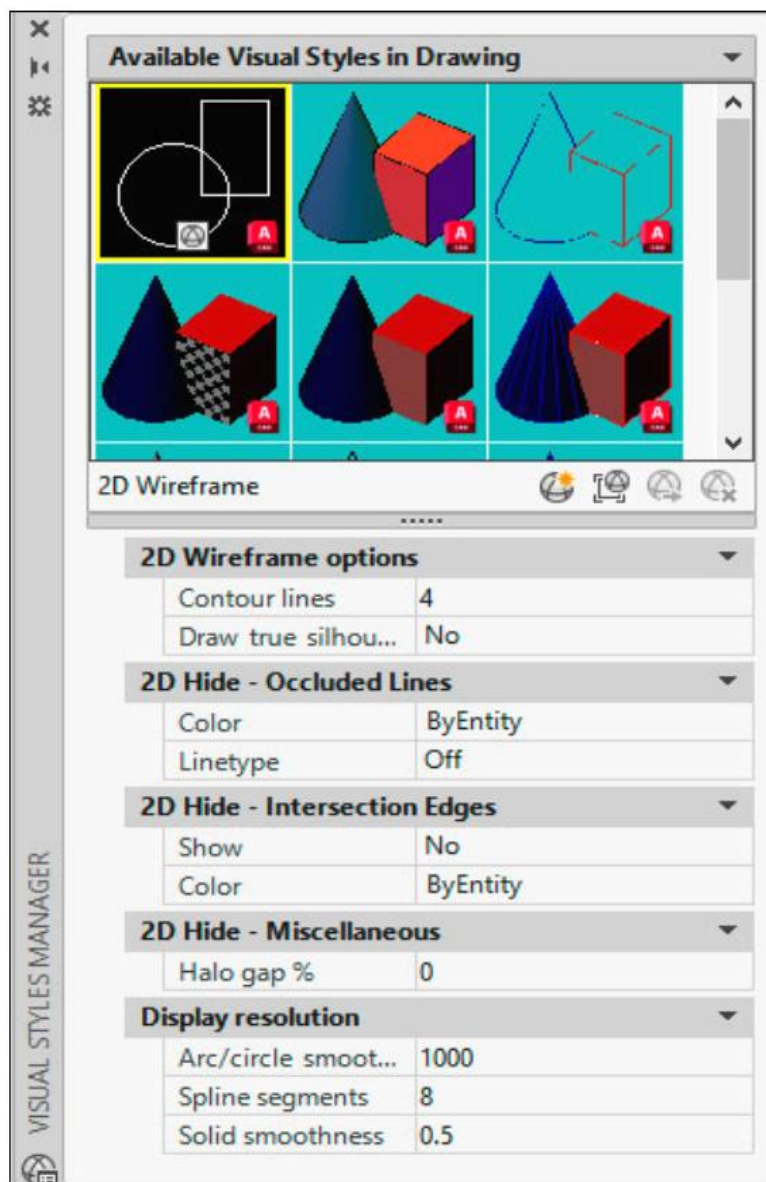 Available Visual Styles in Drawing
2D Wireframe
2D Wireframe options
Contour lines 4
Draw true silhou... No
2D Hide - Occluded Lines
Color ByEntity
Linetype Off
2D Hide - Intersection Edges
Show No
Color ByEntity
2D Hide - Miscellaneous
Halo gap % 0
Display resolution
Arc/circle smoot... 1000
Spline segments 8
Solid smoothness 0.5
VISUAL STYLES MANAGER